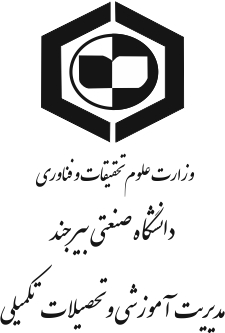 وزارت علوم تحقیقات و فناوری
دانشگاه صنعتی بیرجند
مدیریت آموزشی و تحصیلات تکمیلی